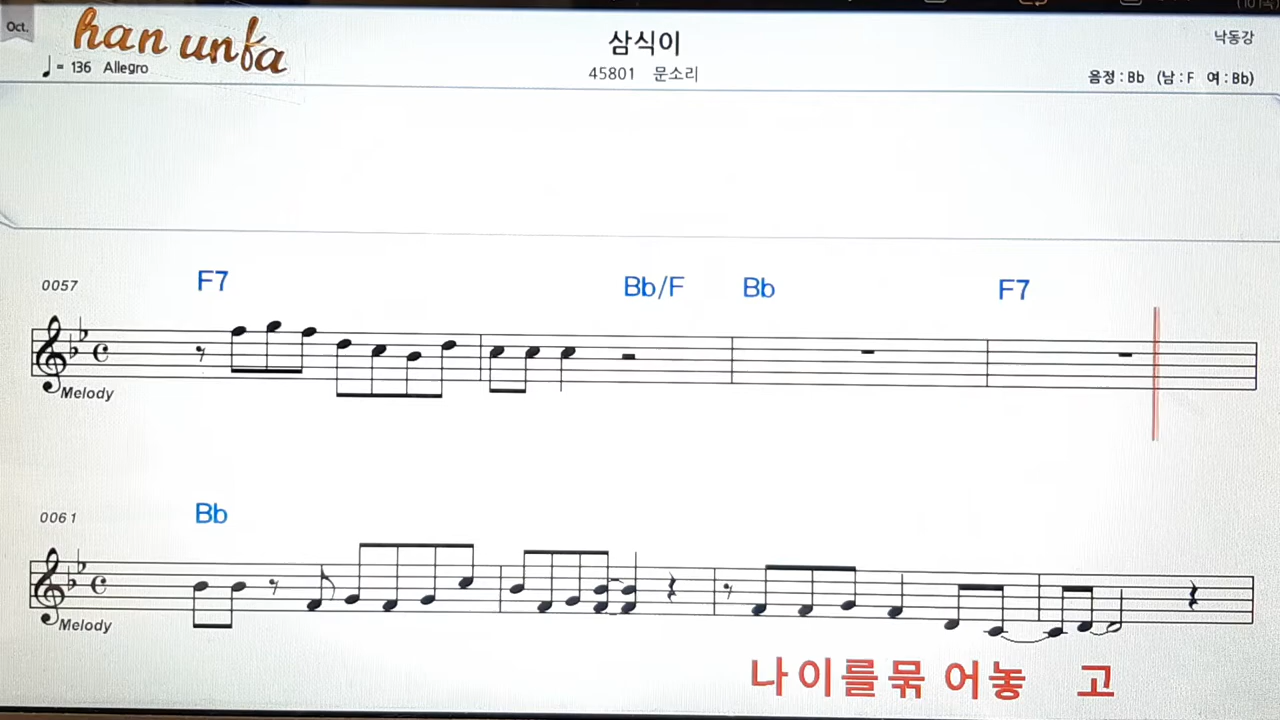 Oct.
han unfa
삼식이
낙동강
♩= 136 Allegro
45801 문소리
음정 : Bb (남 : F 여 : Bb)
0057
F7 Bb/F Bb F7
Melody
0061
Bb
Melody
나이를묶 어놓 고